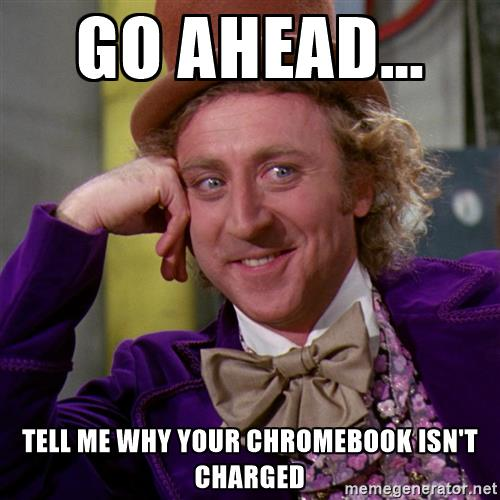 GO AHEAD...
TELL ME WHY YOUR CHROMEBOOK ISN'T
CHARGED
memegenerator.net